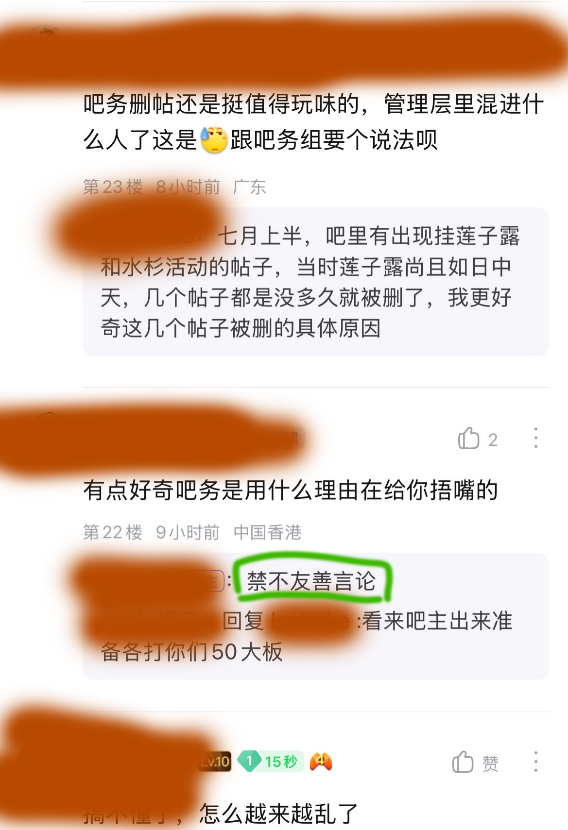 吧务删帖还是挺值得玩味的，管理层里混进什
么人了这是😓跟吧务组要个说法呗
第23楼 8小时前 广东
：七月上半，吧里有出现挂莲子露
和水杉活动的帖子，当时莲子露尚且如日中
天，几个帖子都是没多久就被删了，我更好
奇这几个帖子被删的具体原因
2
有点好奇吧务是用什么理由在给你捂嘴的
第22楼 9小时前 中国香港
：禁不友善言论
回复 :看来吧主出来准
备各打你们50大板
Lv.10 1 15秒 4 赞
搞不懂了，怎么越来越乱了